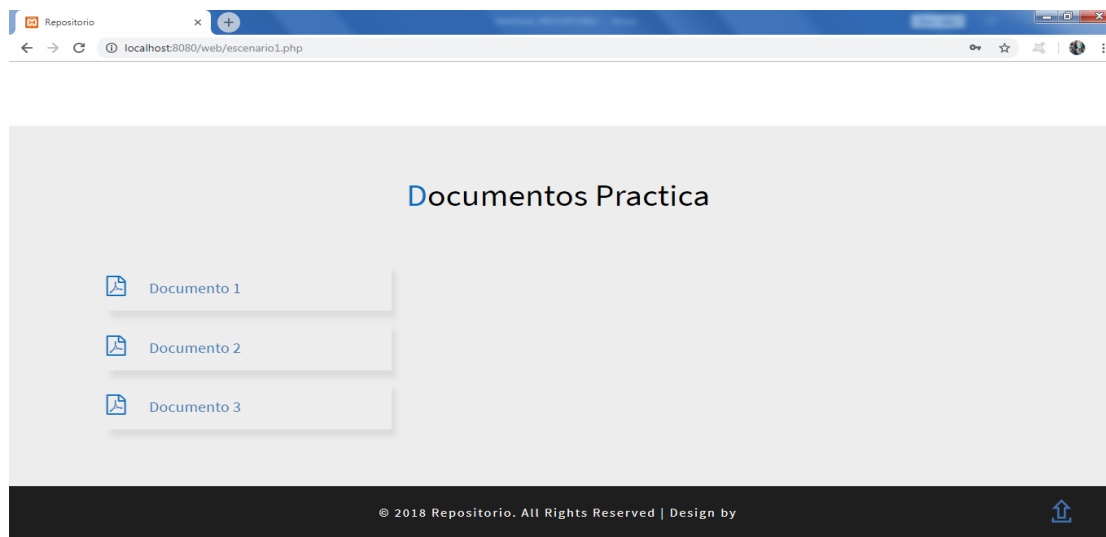 Repositorio
localhost:8080/web/escenario1.php
Documentos Practica
Documento 1
Documento 2
Documento 3
© 2018 Repositorio. All Rights Reserved | Design by